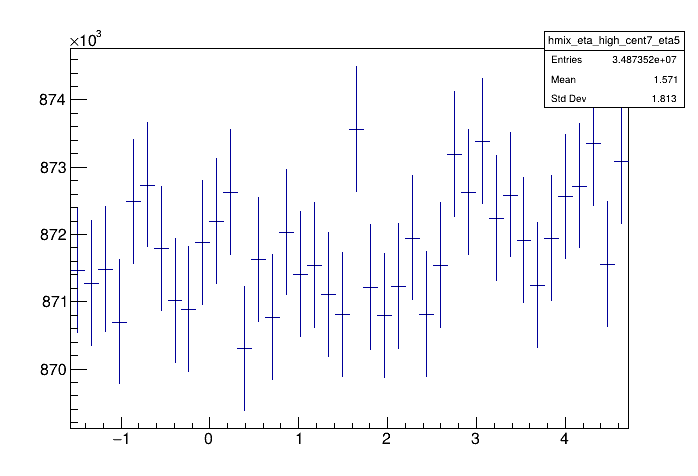 ×10³
hmix_eta_high_cent7_eta5
Entries 3.487352e+07
Mean 1.571
Std Dev 1.813
874
873
872
871
870
−1 0 1 2 3 4